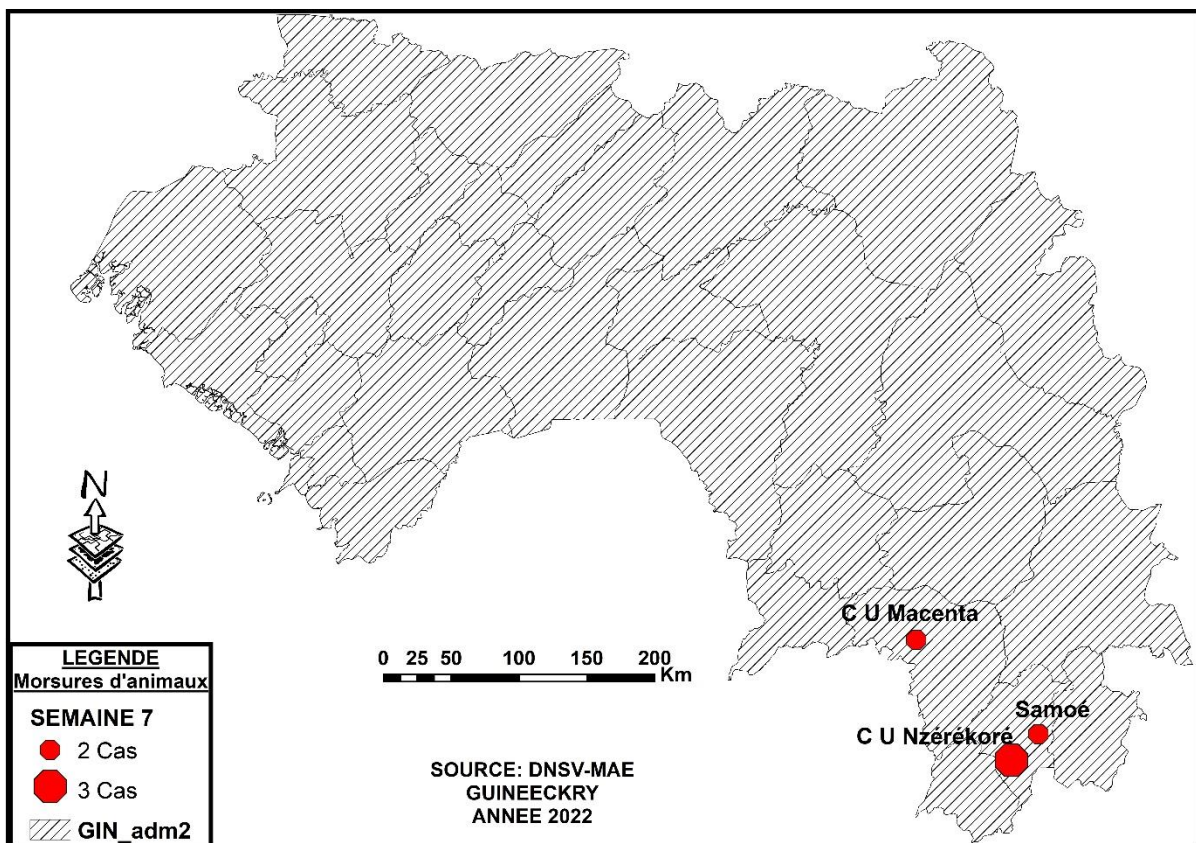 N
C U Macenta
Samoé
C U Nzérékoré
0 25 50 100 150 200
Km
LEGENDE
Morsures d'animaux
SEMAINE 7
2 Cas
3 Cas
GIN_adm2
SOURCE: DNSV-MAE
GUINEECKRY
ANNEE 2022